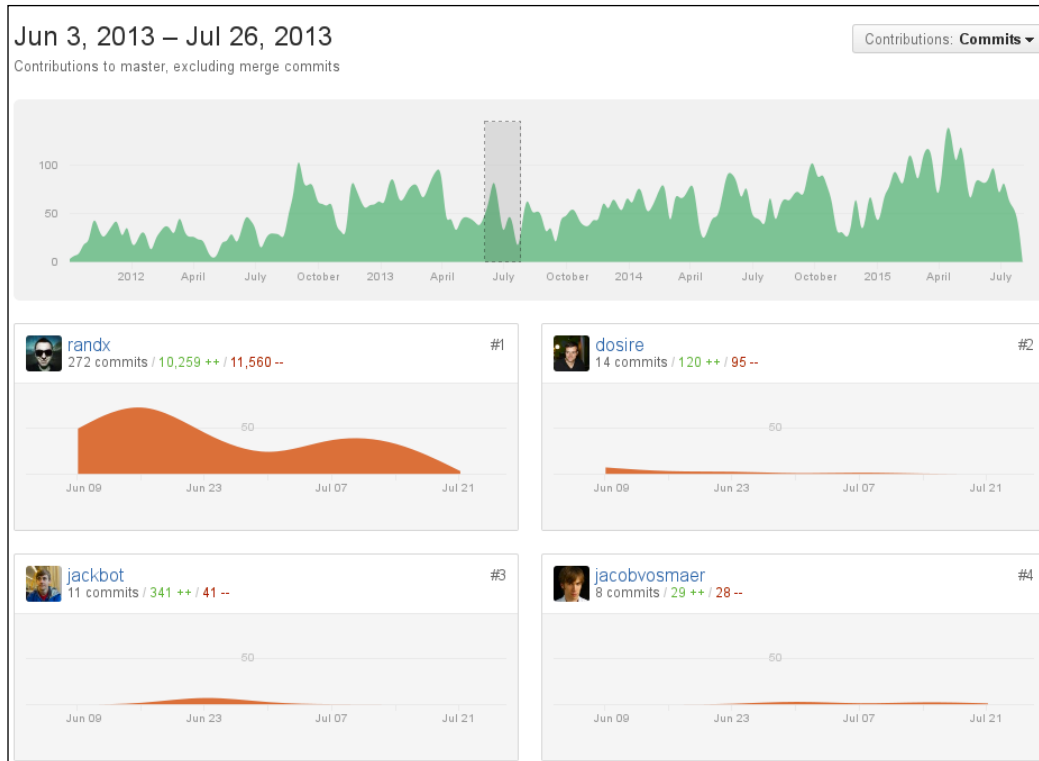 Jun 3, 2013 – Jul 26, 2013
Contributions: Commits
Contributions to master, excluding merge commits
100
50
0
2012 April July October 2013 April July October 2014 April July October 2015 April July
randx #1
272 commits / 10,259 ++ / 11,560 --
50
Jun 09 Jun 23 Jul 07 Jul 21
dosire #2
14 commits / 120 ++ / 95 --
50
Jun 09 Jun 23 Jul 07 Jul 21
jackbot #3
11 commits / 341 ++ / 41 --
50
Jun 09 Jun 23 Jul 07 Jul 21
jacobvosmaer #4
8 commits / 29 ++ / 28 --
50
Jun 09 Jun 23 Jul 07 Jul 21